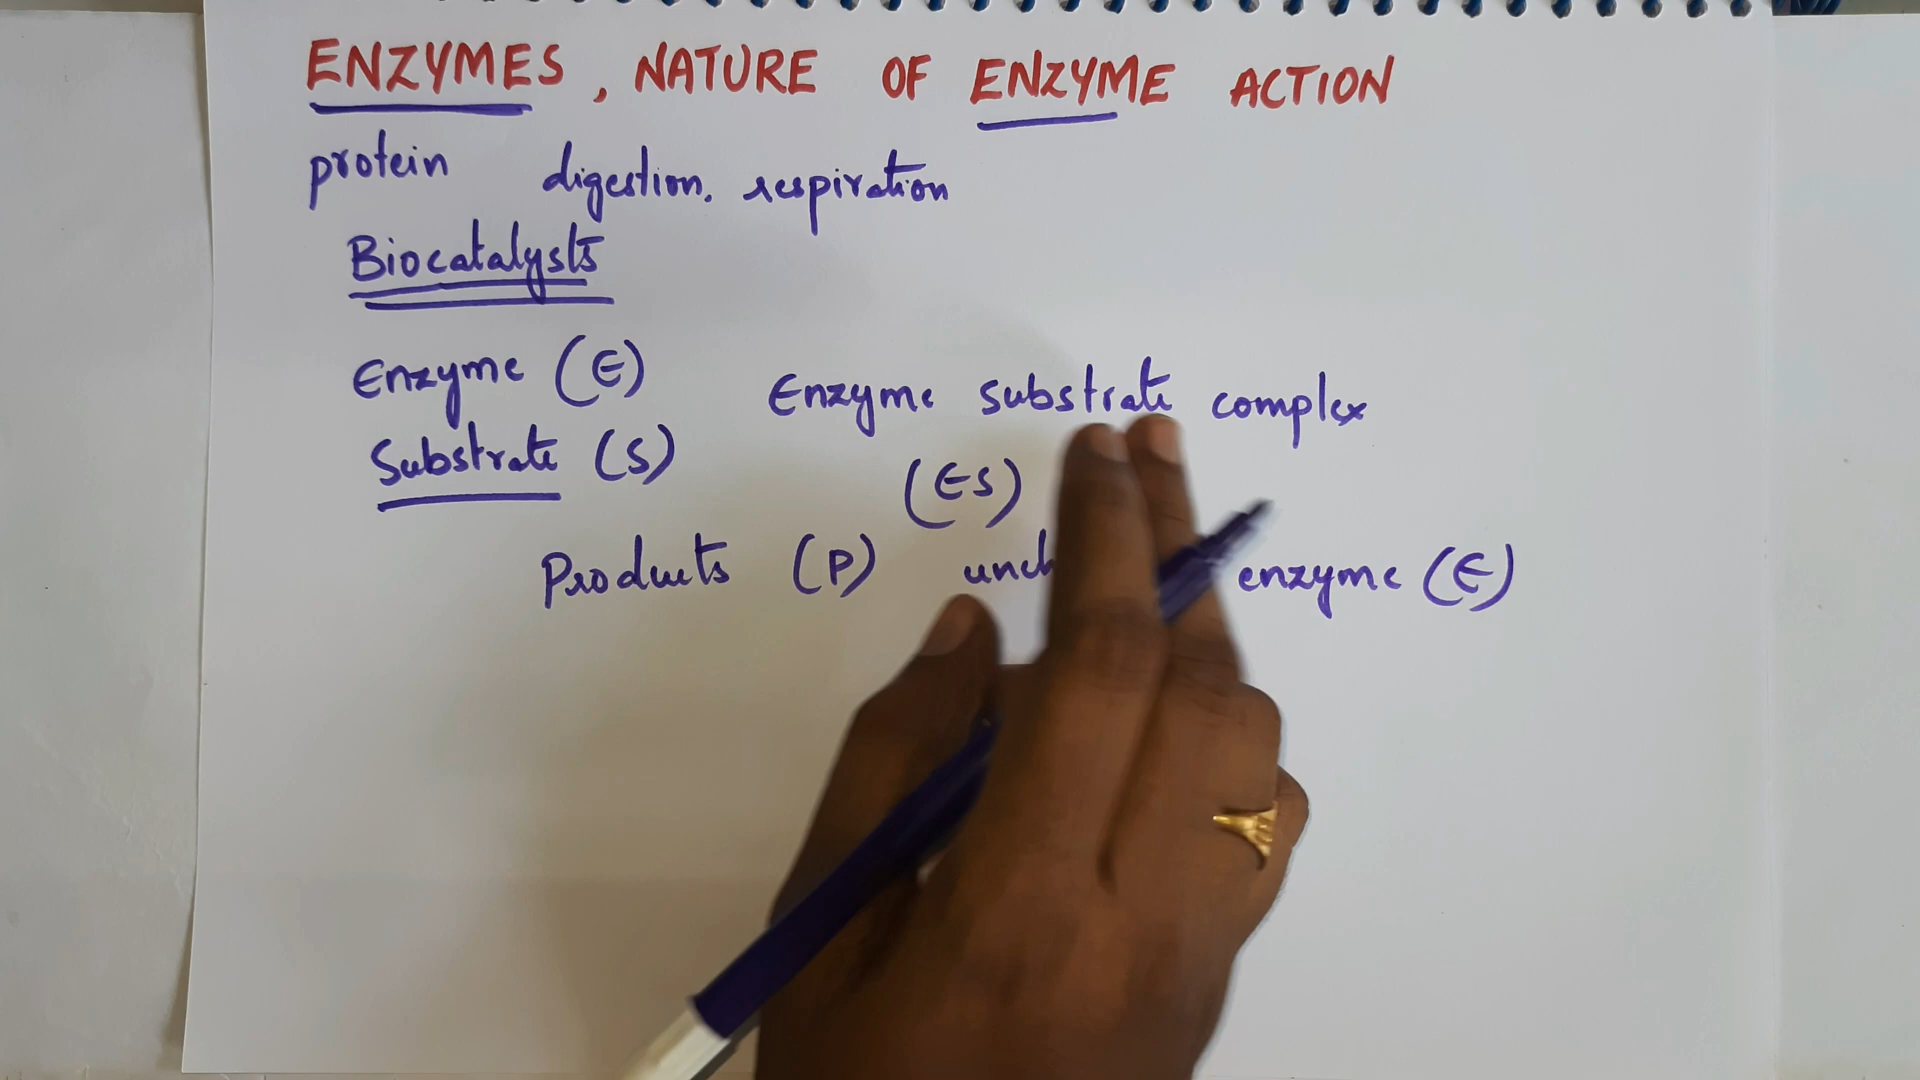 ENZYMES, NATURE OF ENZYME ACTION
protein digestion, respiration
Biocatalysts
Enzyme (E) Enzyme substrate complex
Substrate (S) (ES)
Products (P) enzyme (E)